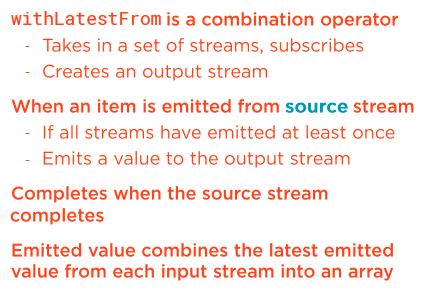 withLatestFrom is a combination operator
- Takes in a set of streams, subscribes
- Creates an output stream
When an item is emitted from source stream
- If all streams have emitted at least once
- Emits a value to the output stream
Completes when the source stream
completes
Emitted value combines the latest emitted
value from each input stream into an array